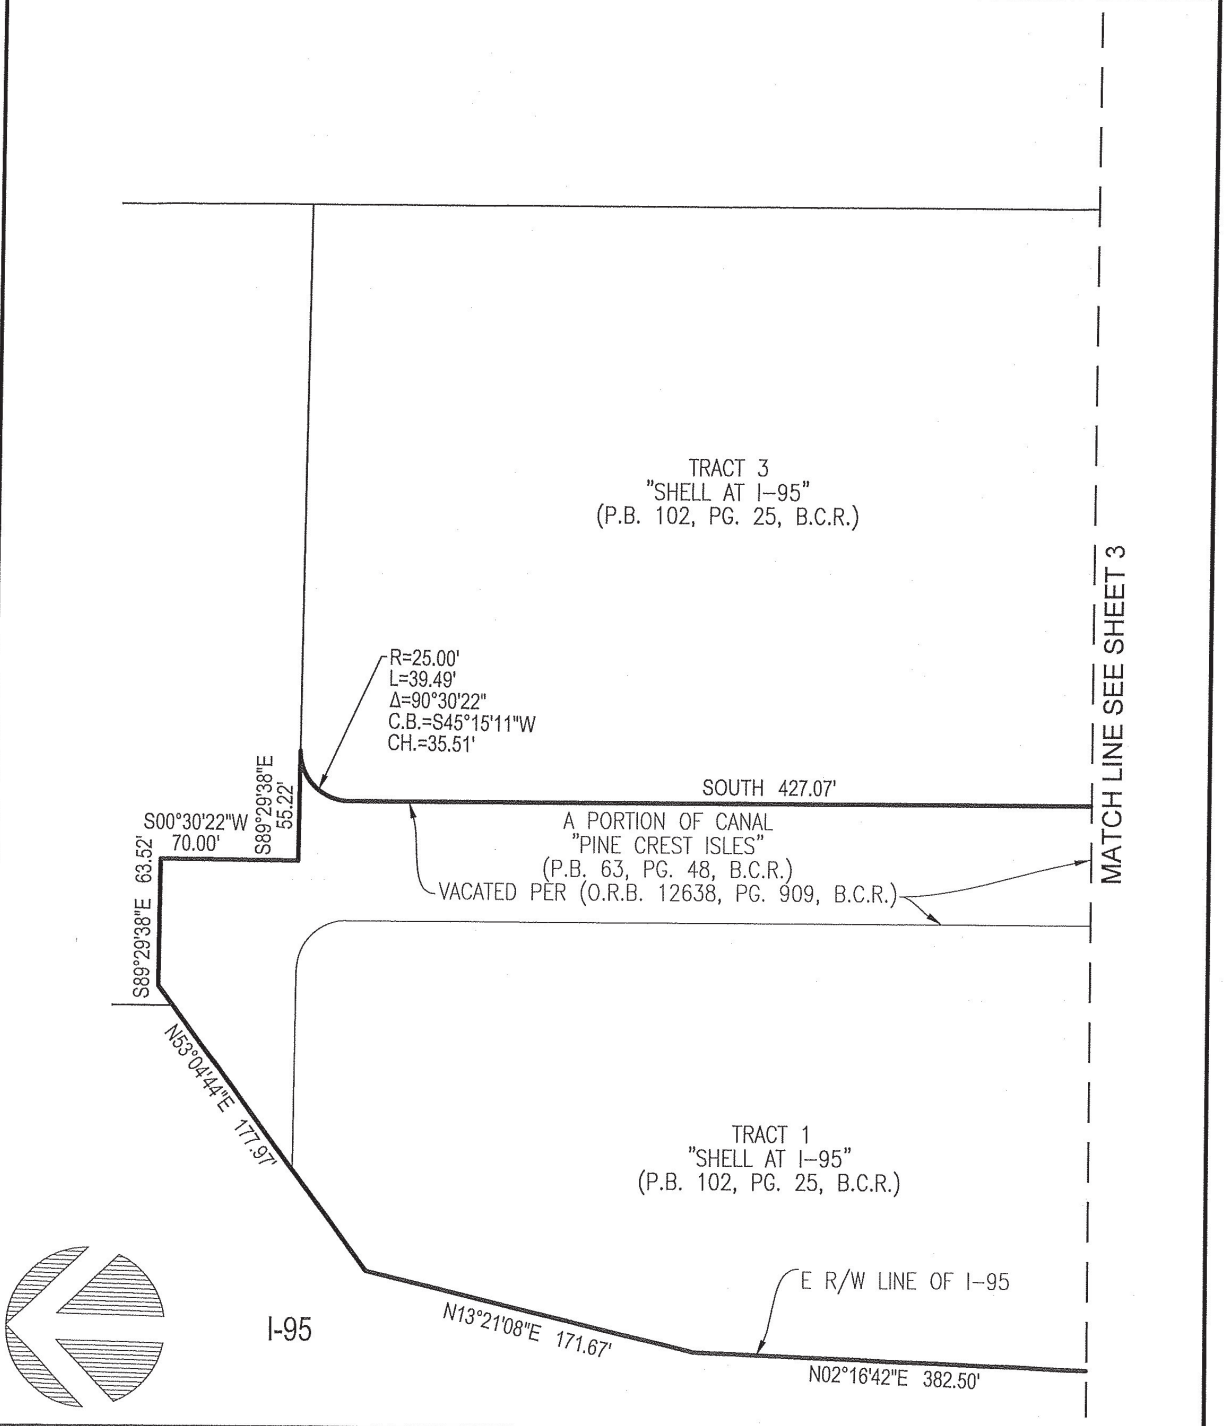 TRACT 3
"SHELL AT I-95"
(P.B. 102, PG. 25, B.C.R.)
MATCH LINE SEE SHEET 3
R=25.00'
L=39.49'
Δ=90°30'22"
C.B.=S45°15'11"W
CH.=35.51'
S89°29'38"E
55.22'
SOUTH 427.07'
S00°30'22"W
70.00'
A PORTION OF CANAL
"PINE CREST ISLES"
(P.B. 63, PG. 48, B.C.R.)
VACATED PER (O.R.B. 12638, PG. 909, B.C.R.)
S89°29'38"E 63.52'
N53°04'44"E 177.97'
TRACT 1
"SHELL AT I-95"
(P.B. 102, PG. 25, B.C.R.)
E R/W LINE OF I-95
I-95
N13°21'08"E 171.67'
N02°16'42"E 382.50'